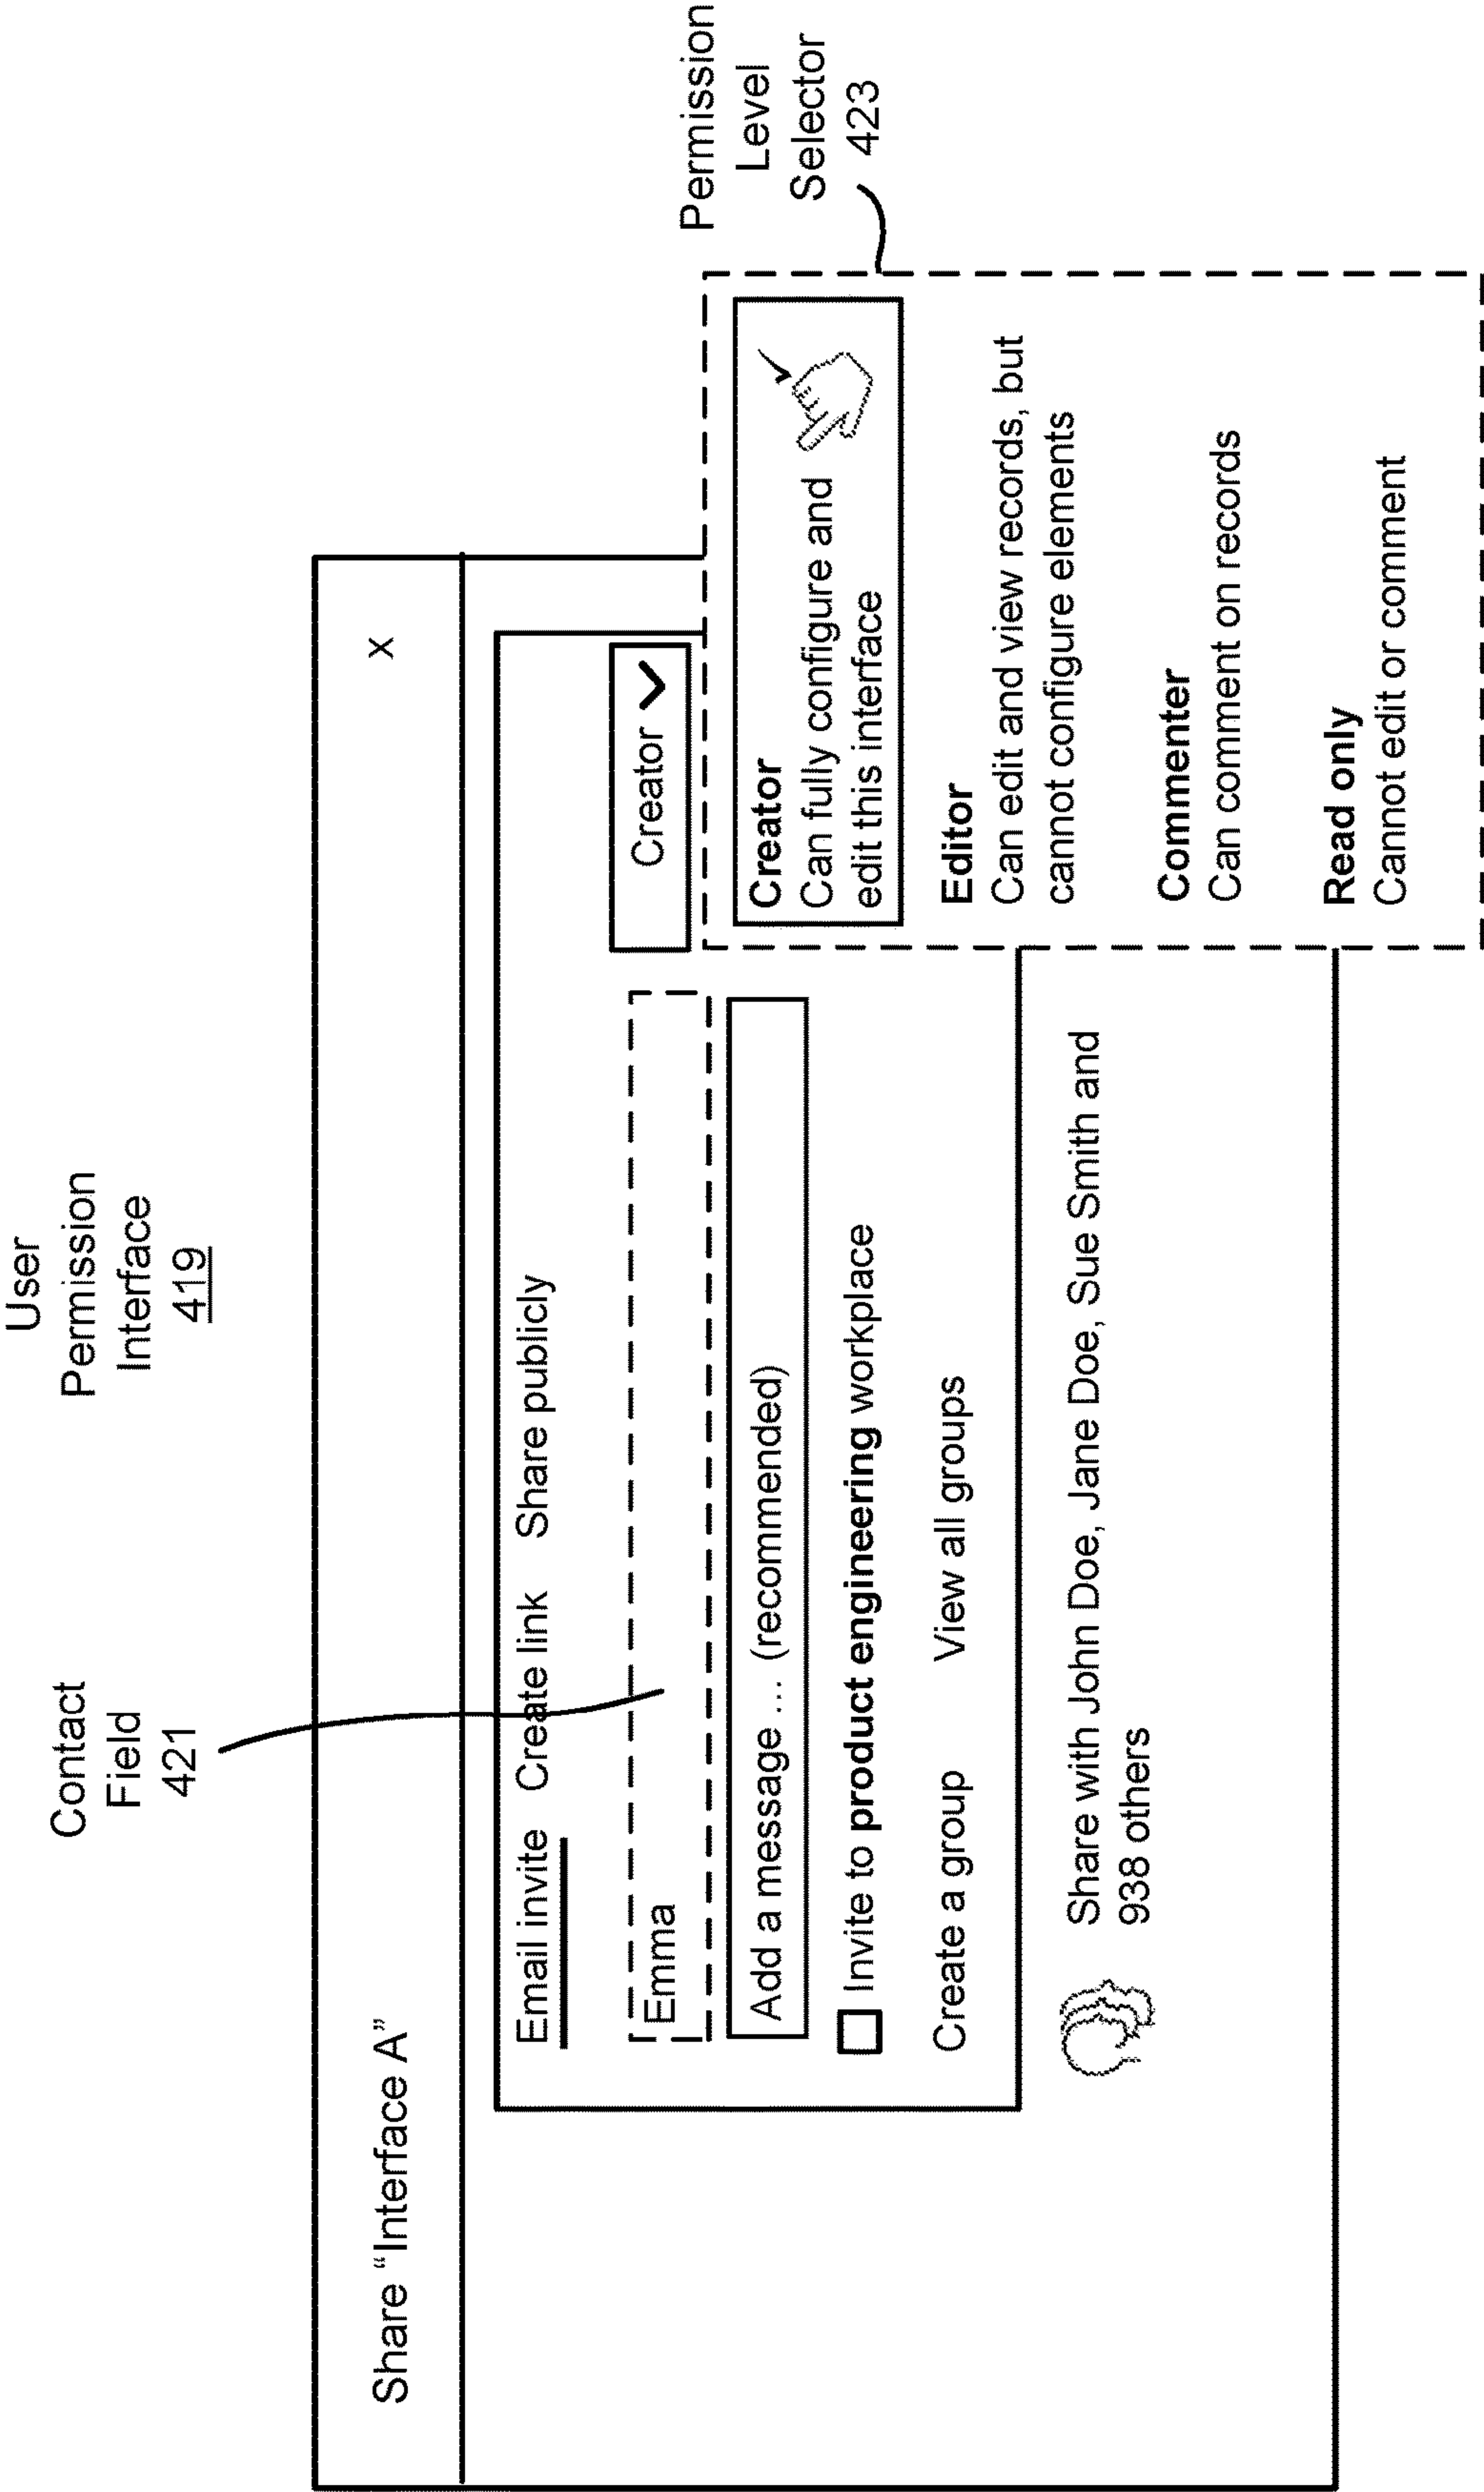 User
Permission
Interface
419
Contact
Field
421
Permission
Level
Selector
423
Share “Interface A”
X
Email invite Create link Share publicly
Emma
Creator
Add a message ... (recommended)
Invite to product engineering workplace
Create a group View all groups
Share with John Doe, Jane Doe, Sue Smith and
938 others
Creator
Can fully configure and
edit this interface
Editor
Can edit and view records, but
cannot configure elements
Commenter
Can comment on records
Read only
Cannot edit or comment